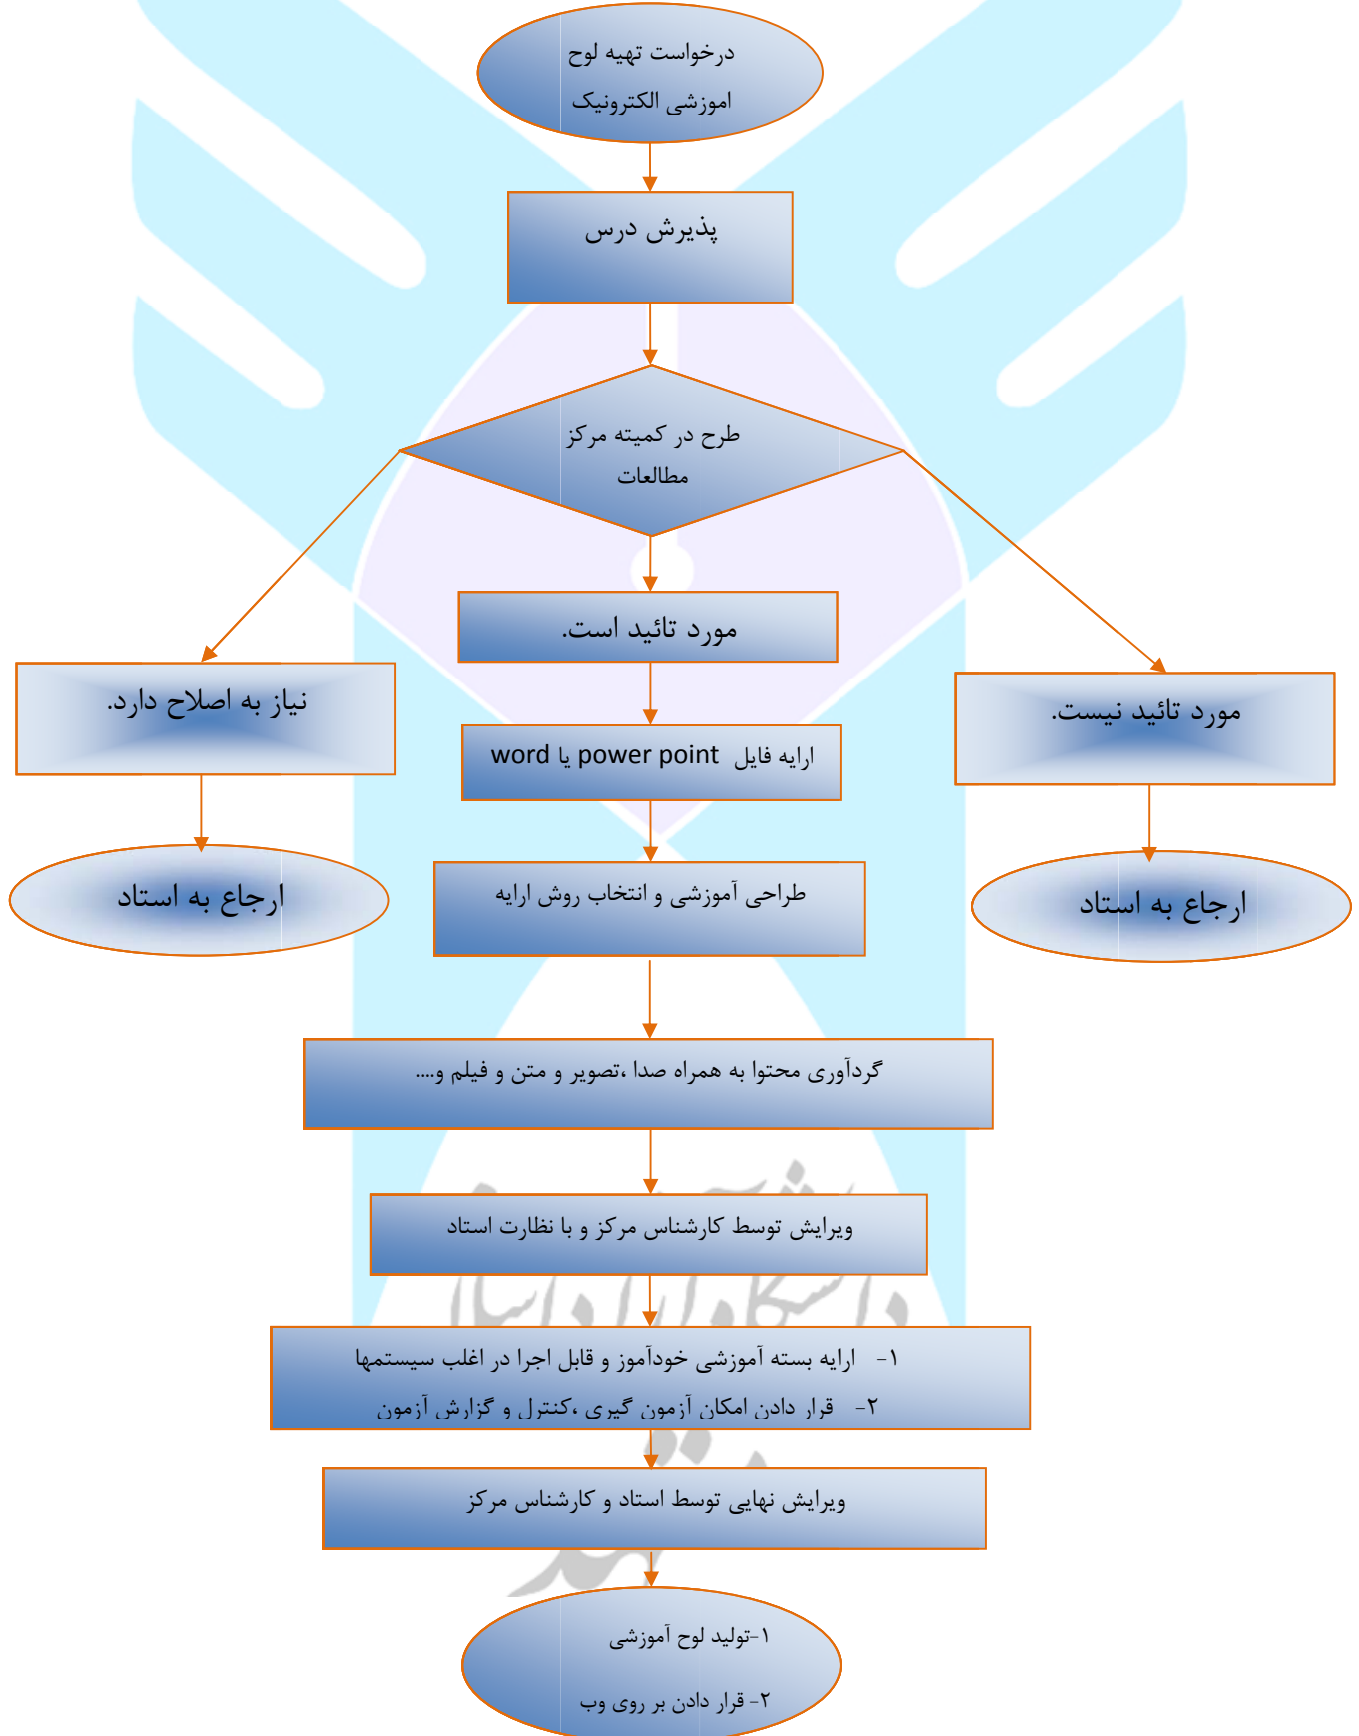 درخواست تهیه لوح
اموزشی الکترونیک
پذیرش درس
طرح در کمیته مرکز
مطالعات
مورد تائید است.
نیاز به اصلاح دارد.
مورد تائید نیست.
ارایه فایل power point یا word
ارجاع به استاد
ارجاع به استاد
طراحی آموزشی و انتخاب روش ارایه
گردآوری محتوا به همراه صدا ،تصویر و متن و فیلم و....
ویرایش توسط کارشناس مرکز و با نظارت استاد
۱- ارایه بسته آموزشی خودآموز و قابل اجرا در اغلب سیستمها
۲- قرار دادن امکان آزمون گیری ،کنترل و گزارش آزمون
ویرایش نهایی توسط استاد و کارشناس مرکز
۱-تولید لوح آموزشی
۲- قرار دادن بر روی وب